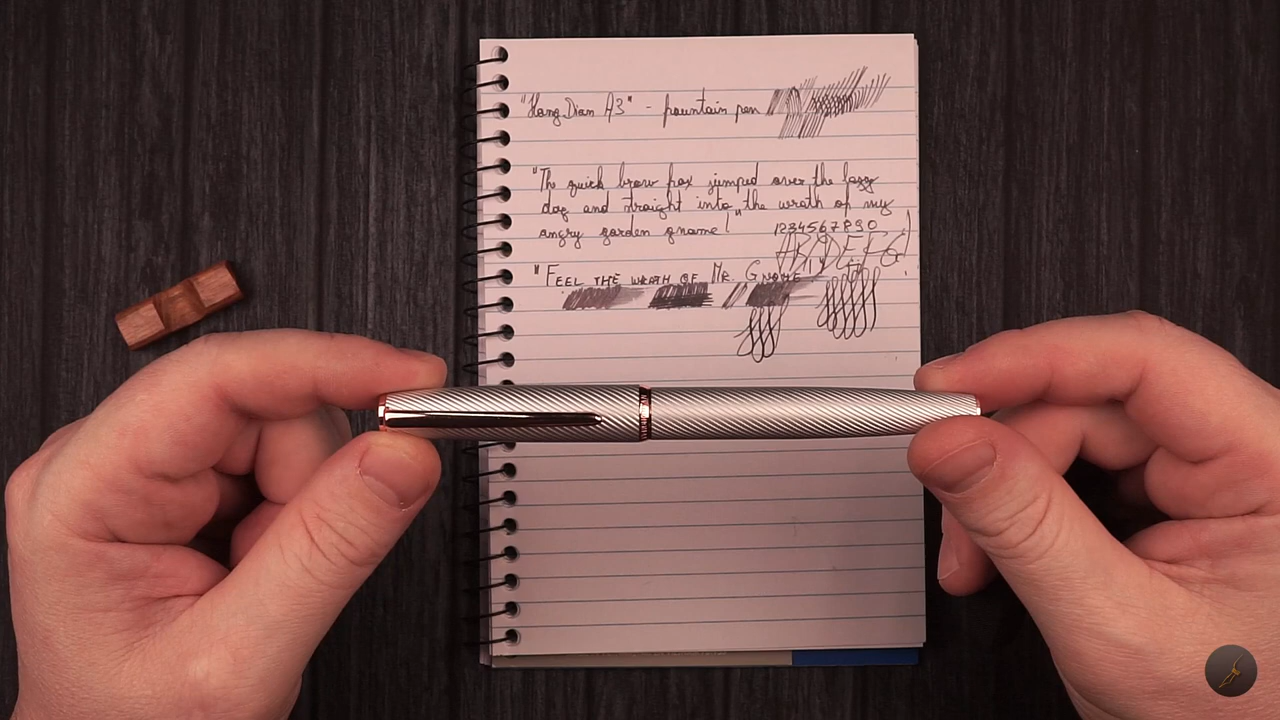 "Hong Dian A3" - fountain pen
"The quick brow fox jumped over the lazy
dog and straight into the wrath of my
angry garden gnome!"
1234567890
ABCDEFG!
"FEEL THE WRATH OF MR. GNOME!"